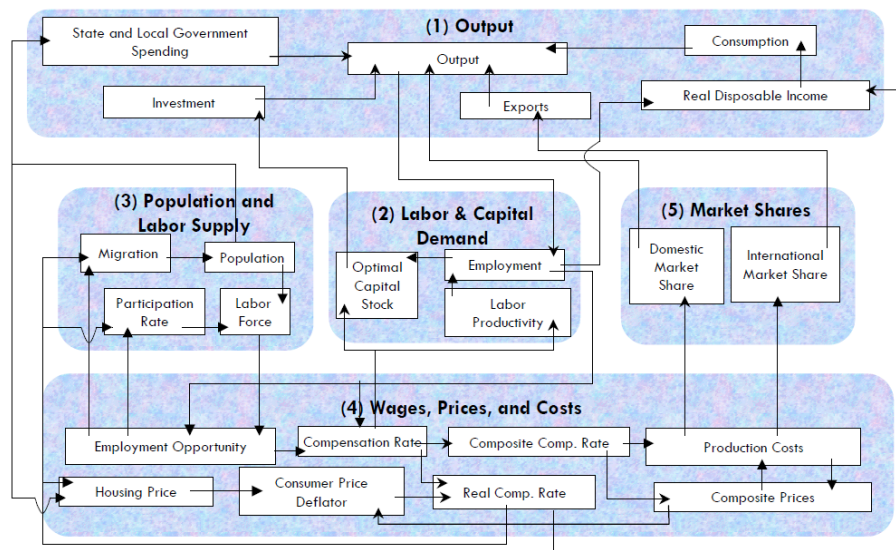 (1) Output
State and Local Government
Spending
Output
Consumption
Investment
Exports
Real Disposable Income
(3) Population and
Labor Supply
Migration
Population
Participation
Rate
Labor
Force
(2) Labor & Capital
Demand
Optimal
Capital
Stock
Employment
Labor
Productivity
(5) Market Shares
Domestic
Market
Share
International
Market Share
(4) Wages, Prices, and Costs
Employment Opportunity
Compensation Rate
Composite Comp. Rate
Production Costs
Housing Price
Consumer Price
Deflator
Real Comp. Rate
Composite Prices